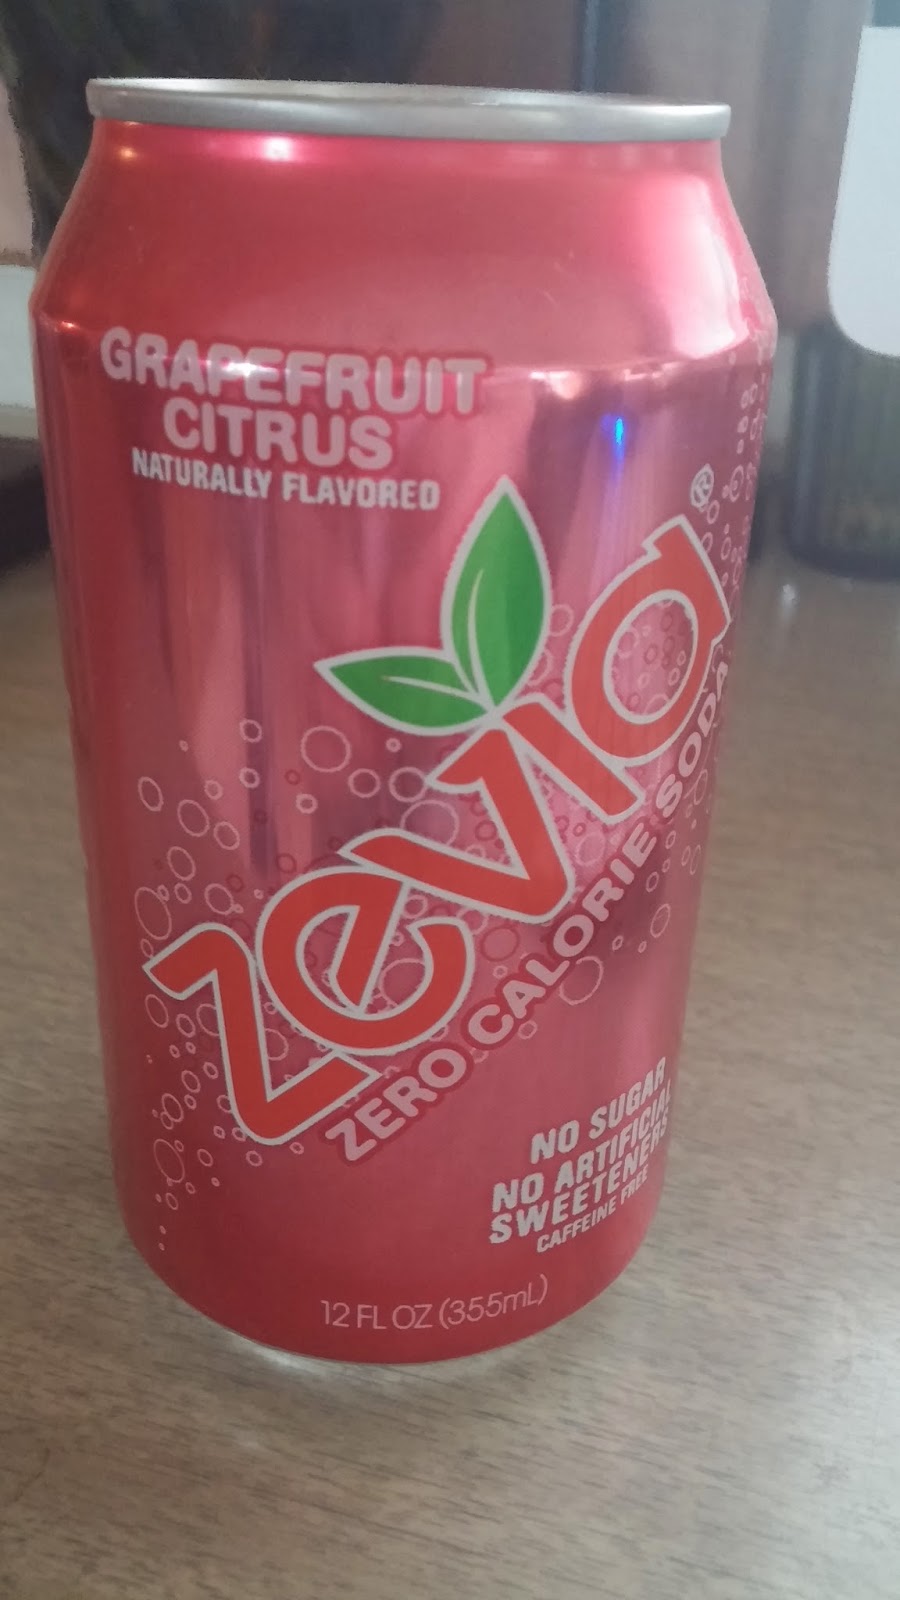 GRAPEFRUIT
CITRUS
NATURALLY FLAVORED
zevia®
ZERO CALORIE SODA
NO SUGAR
NO ARTIFICIAL
SWEETENERS
CAFFEINE FREE
12 FL OZ (355mL)